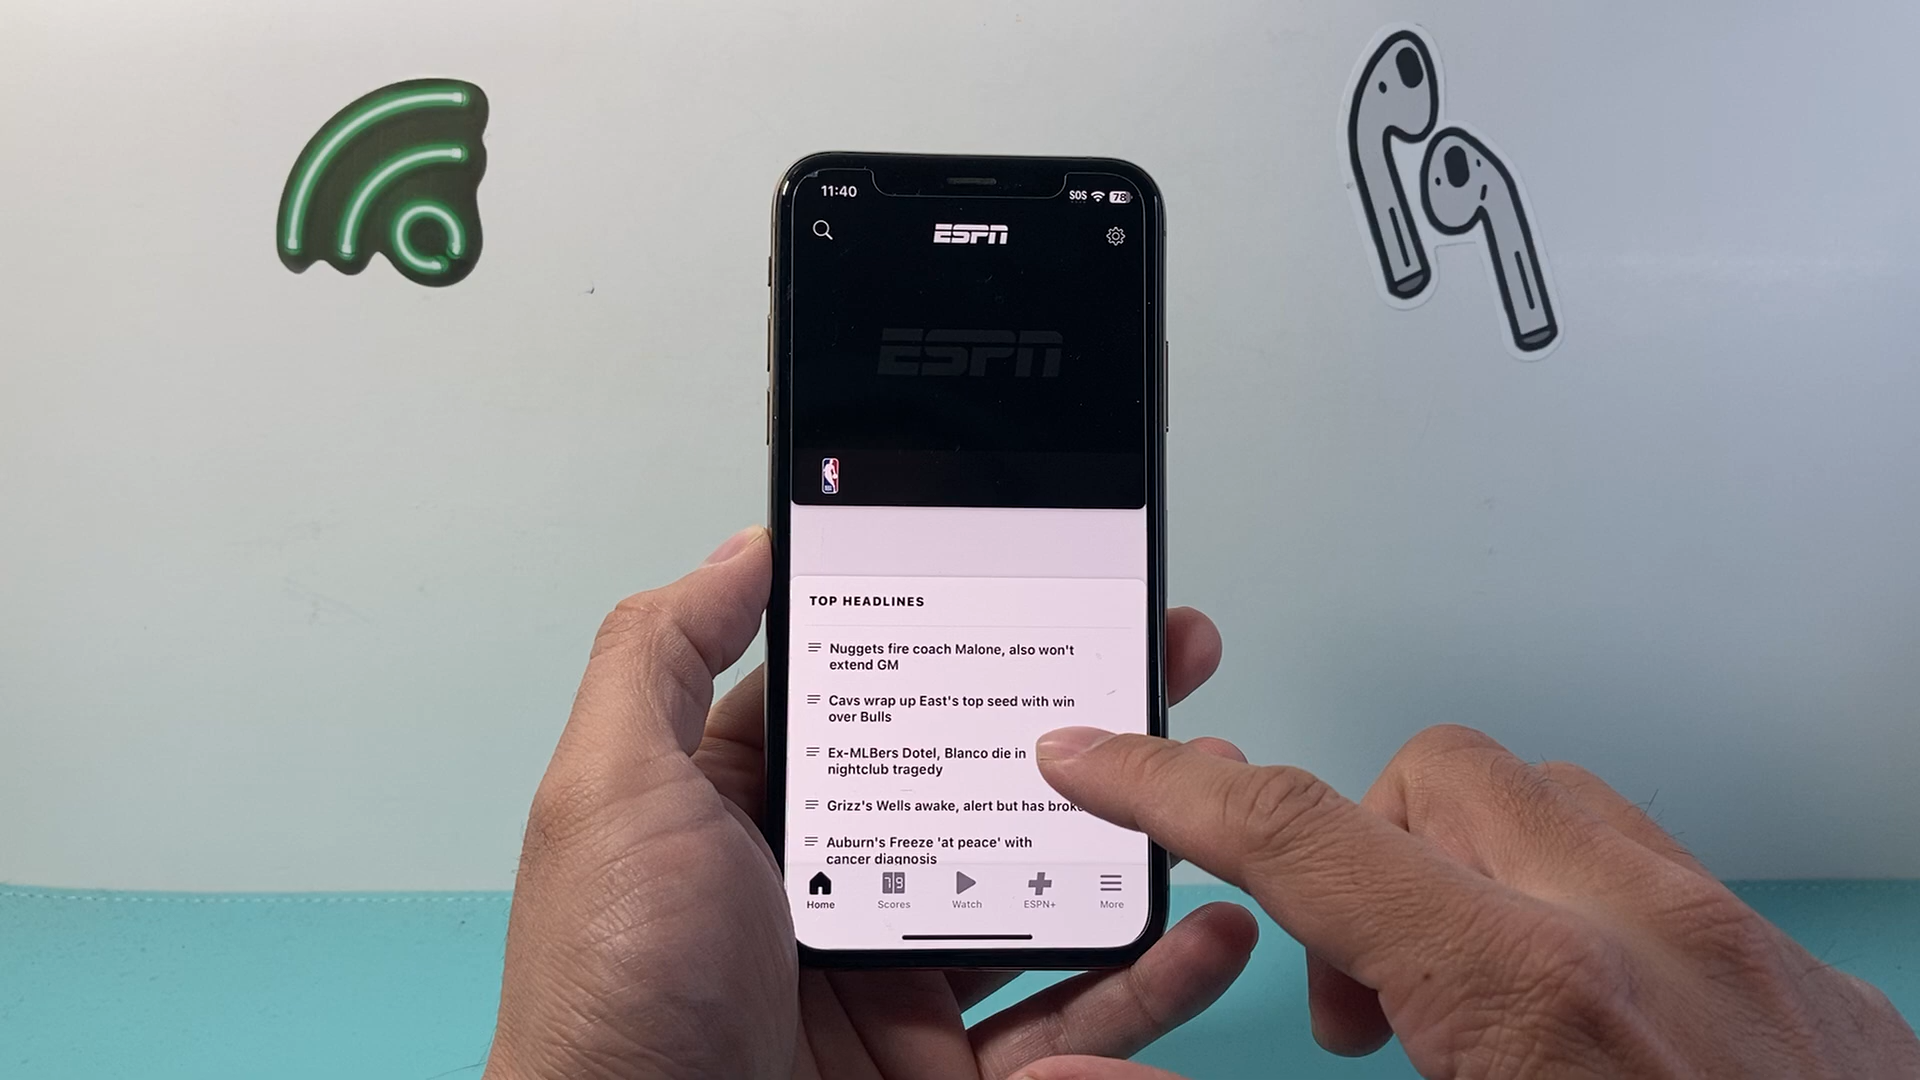 11:40
SOS
78
ESPN
ESPN
TOP HEADLINES
Nuggets fire coach Malone, also won't
extend GM
Cavs wrap up East's top seed with win
over Bulls
Ex-MLBers Dotel, Blanco die in
nightclub tragedy
Grizz's Wells awake, alert but has
Auburn's Freeze 'at peace' with
cancer diagnosis
7 9
Home
Scores
Watch
ESPN+
More